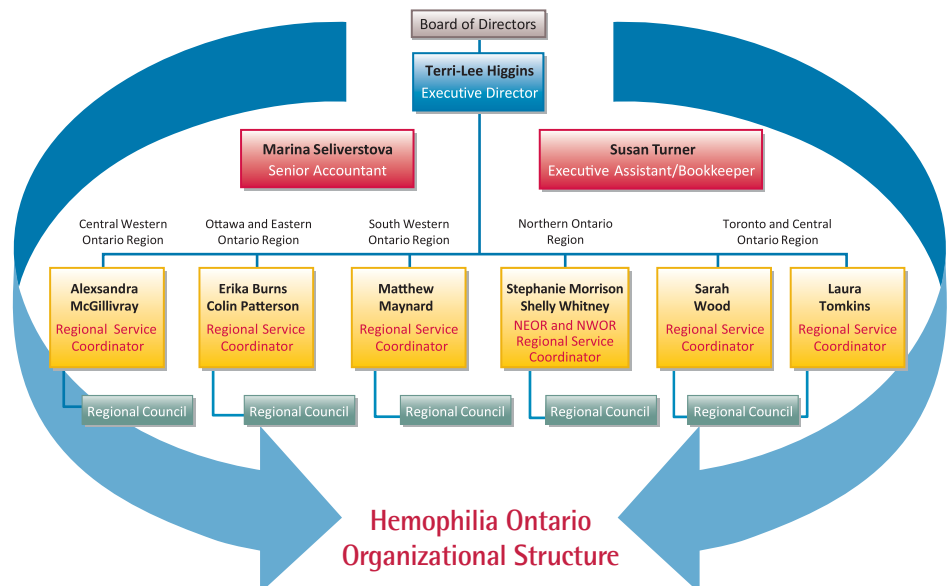 Board of Directors
Terri-Lee Higgins
Executive Director
Marina Seliverstova
Senior Accountant
Susan Turner
Executive Assistant/Bookkeeper
Central Western
Ontario Region
Ottawa and Eastern
Ontario Region
South Western
Ontario Region
Northern Ontario
Region
Toronto and Central
Ontario Region
Alexsandra
McGillivray
Regional Service
Coordinator
Erika Burns
Colin Patterson
Regional Service
Coordinator
Matthew
Maynard
Regional Service
Coordinator
Stephanie Morrison
Shelly Whitney
NEOR and NWOR
Regional Service
Coordinator
Sarah
Wood
Regional Service
Coordinator
Laura
Tomkins
Regional Service
Coordinator
Regional Council
Regional Council
Regional Council
Regional Council
Regional Council
Hemophilia Ontario
Organizational Structure